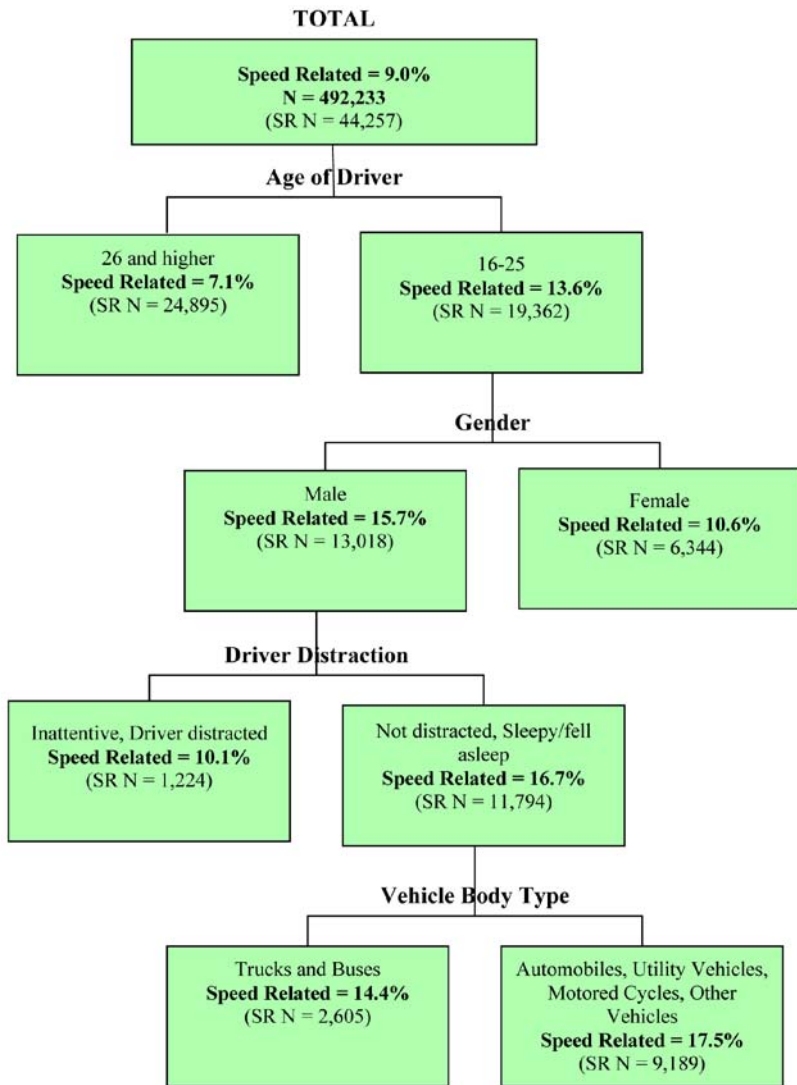 TOTAL
Speed Related = 9.0%
N = 492,233
(SR N = 44,257)
Age of Driver
26 and higher
Speed Related = 7.1%
(SR N = 24,895)
16-25
Speed Related = 13.6%
(SR N = 19,362)
Gender
Male
Speed Related = 15.7%
(SR N = 13,018)
Female
Speed Related = 10.6%
(SR N = 6,344)
Driver Distraction
Inattentive, Driver distracted
Speed Related = 10.1%
(SR N = 1,224)
Not distracted, Sleepy/fell
asleep
Speed Related = 16.7%
(SR N = 11,794)
Vehicle Body Type
Trucks and Buses
Speed Related = 14.4%
(SR N = 2,605)
Automobiles, Utility Vehicles,
Motored Cycles, Other
Vehicles
Speed Related = 17.5%
(SR N = 9,189)